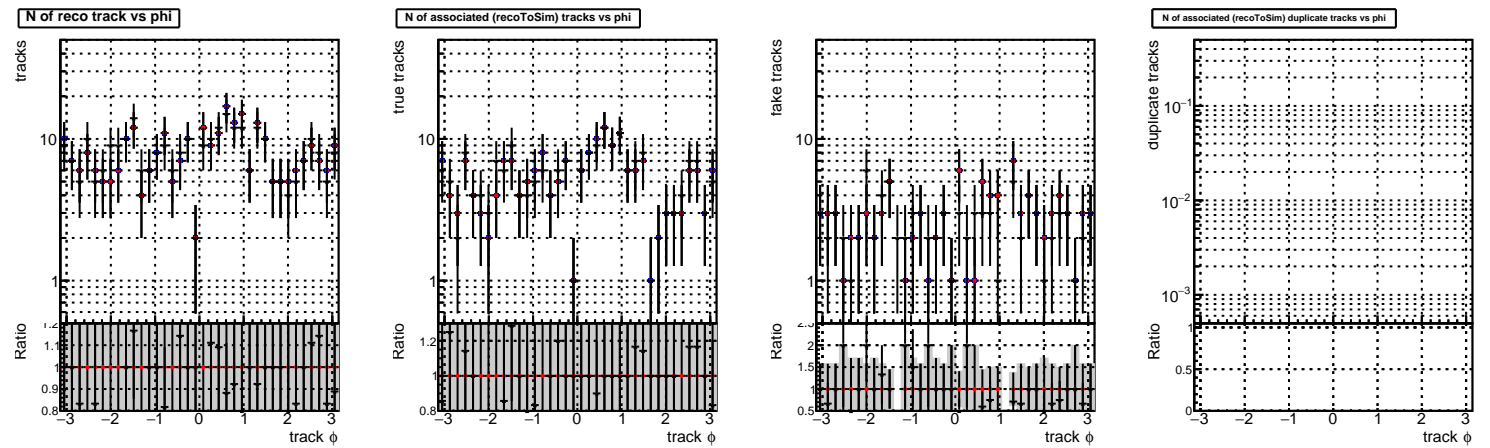 N of reco track vs phi
tracks
10
1
Ratio
1.2
1.1
1
0.9
0.8
−3 −2 −1 0 1 2 3
track ϕ
N of associated (recoToSim) tracks vs phi
true tracks
10
1
Ratio
1.2
1
0.8
−3 −2 −1 0 1 2 3
track ϕ
fake tracks
10
1
Ratio
2.5
2
1.5
1
0.5
−3 −2 −1 0 1 2 3
track ϕ
N of associated (recoToSim) duplicate tracks vs phi
duplicate tracks
10⁻¹
10⁻²
10⁻³
Ratio
1
0.5
0
−3 −2 −1 0 1 2 3
track ϕ